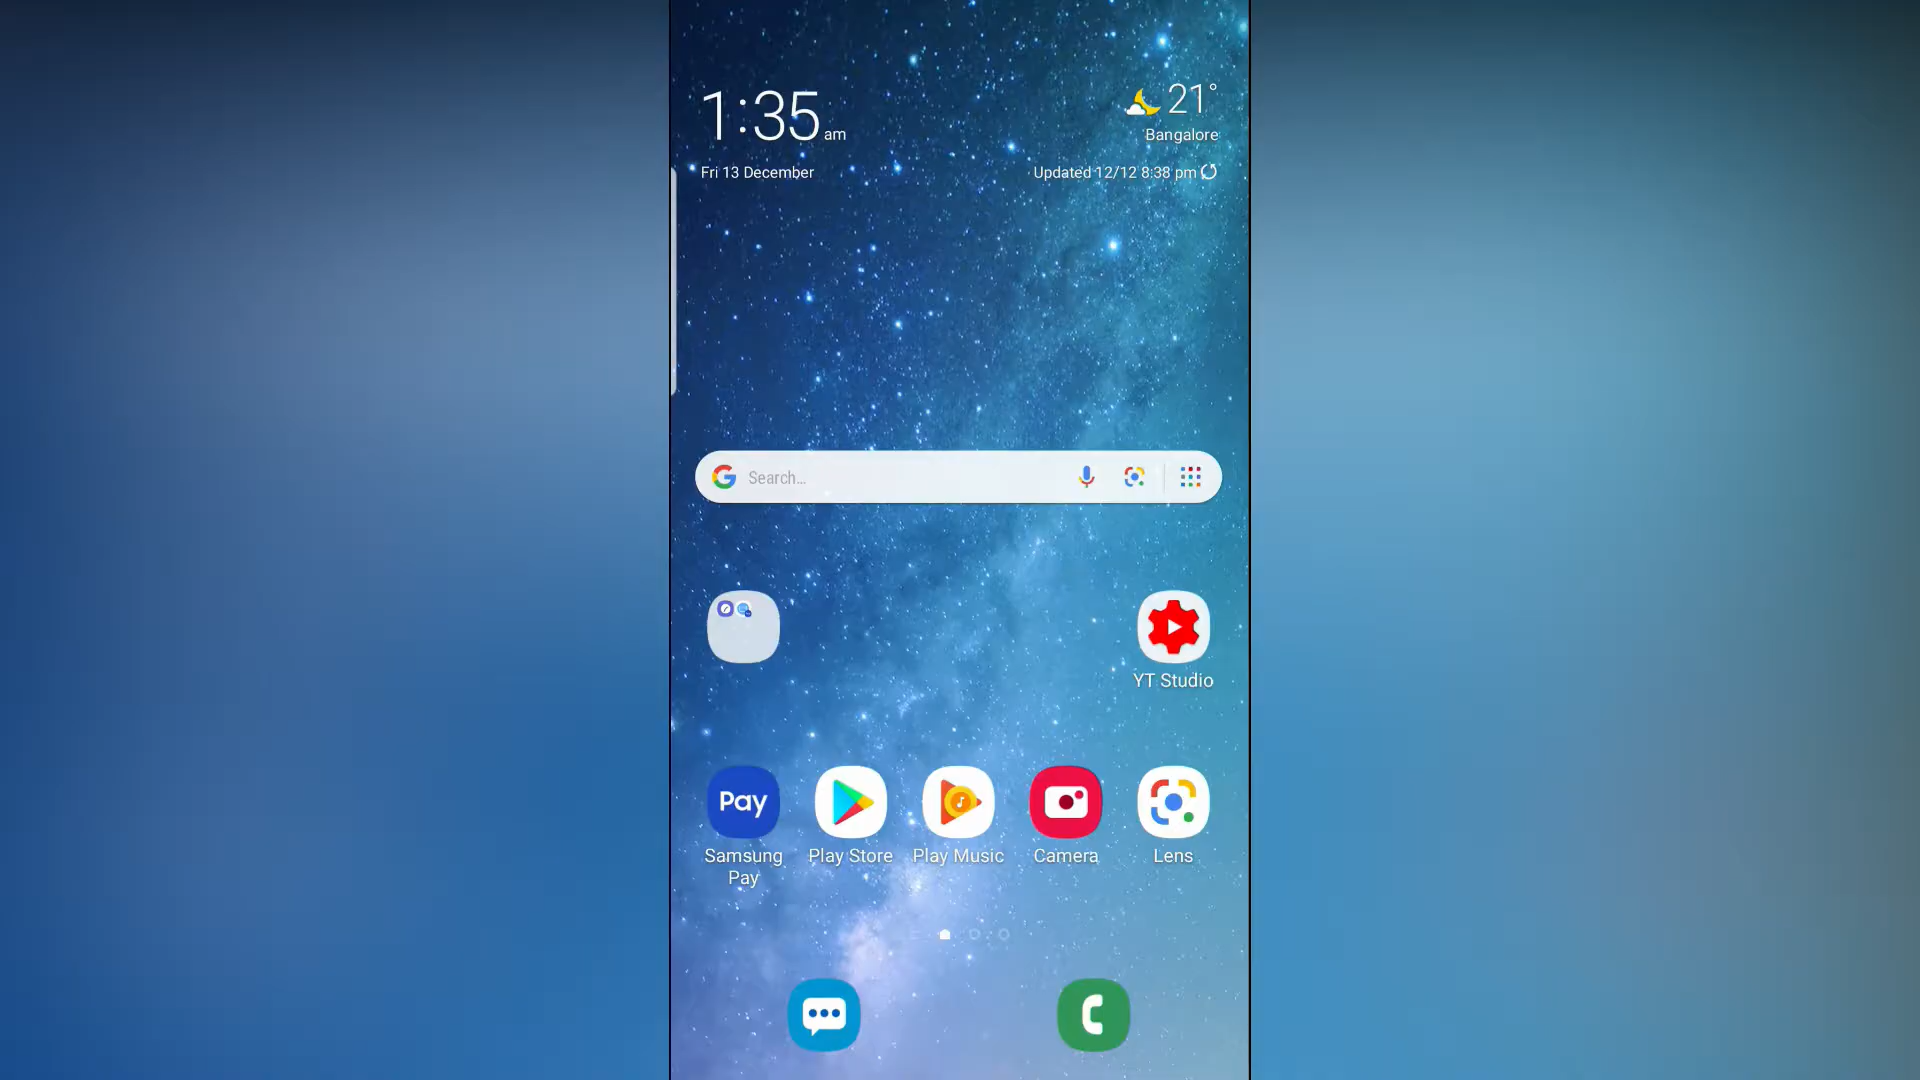 1:35 am
21°
Bangalore
Fri 13 December
Updated 12/12 8:38 pm
Search...
YT Studio
Pay
Samsung
Pay
Play Store
Play Music
Camera
Lens